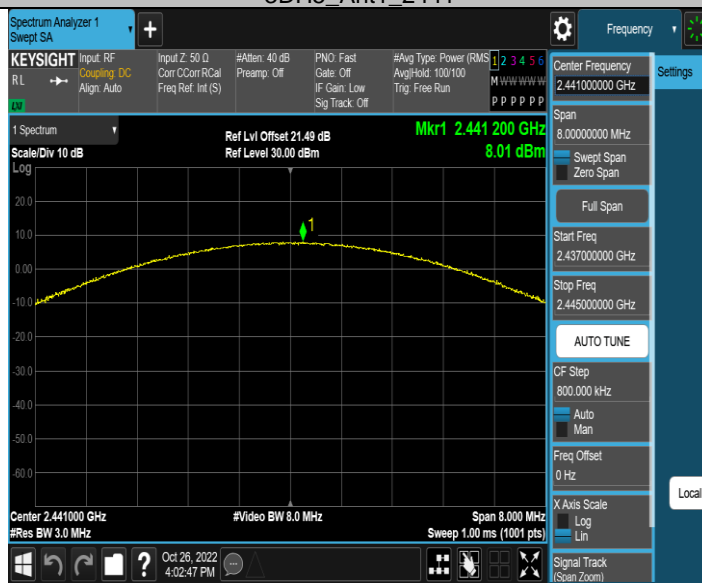 Spectrum Analyzer 1
Swept SA
+
Frequency
KEYSIGHT
RL
LXI
Input: RF
Coupling: DC
Align: Auto
Input Z: 50 Ω
Corr CCorr RCal
Freq Ref: Int (S)
#Atten: 40 dB
Preamp: Off
PNO: Fast
Gate: Off
IF Gain: Low
Sig Track: Off
#Avg Type: Power (RMS
Avg|Hold: 100/100
Trig: Free Run
1 2 3 4 5 6
M W W W W W
P P P P P P
1 Spectrum
Scale/Div 10 dB
Log
Ref Lvl Offset 21.49 dB
Ref Level 30.00 dBm
Mkr1 2.441 200 GHz
8.01 dBm
1
20.0
10.0
0.00
-10.0
-20.0
-30.0
-40.0
-50.0
-60.0
Center 2.441000 GHz
#Res BW 3.0 MHz
#Video BW 8.0 MHz
Span 8.000 MHz
Sweep 1.00 ms (1001 pts)
?
Oct 26, 2022
4:02:47 PM
Center Frequency
2.441000000 GHz
Span
8.00000000 MHz
Swept Span
Zero Span
Full Span
Start Freq
2.437000000 GHz
Stop Freq
2.445000000 GHz
AUTO TUNE
CF Step
800.000 kHz
Auto
Man
Freq Offset
0 Hz
X Axis Scale
Log
Lin
Signal Track
(Span Zoom)
Settings
Local